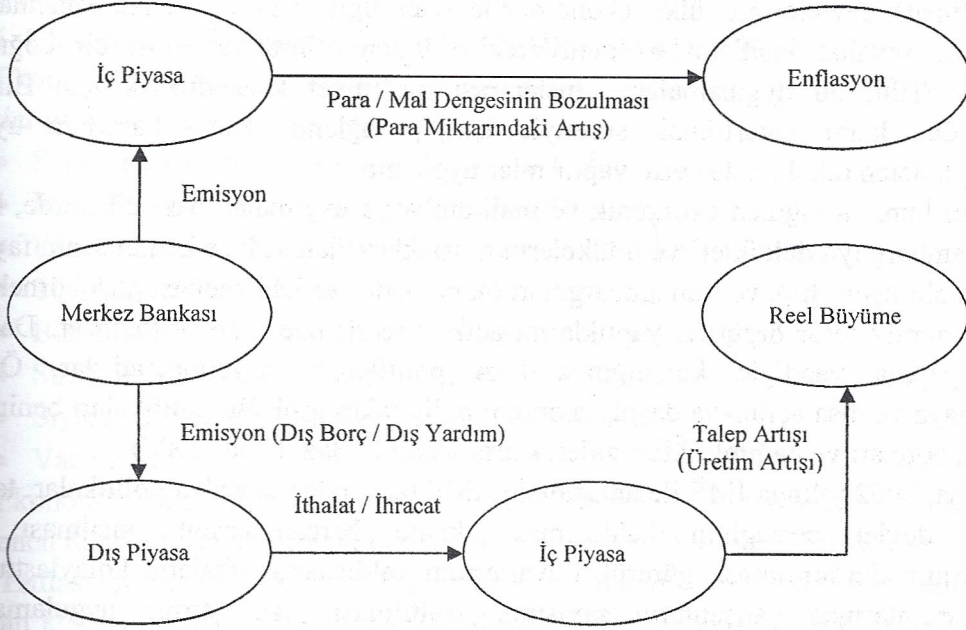 İç Piyasa
Enflasyon
Para / Mal Dengesinin Bozulması
(Para Miktarındaki Artış)
Emisyon
Merkez Bankası
Reel Büyüme
Emisyon (Dış Borç / Dış Yardım)
Talep Artışı
(Üretim Artışı)
İthalat / İhracat
Dış Piyasa
İç Piyasa